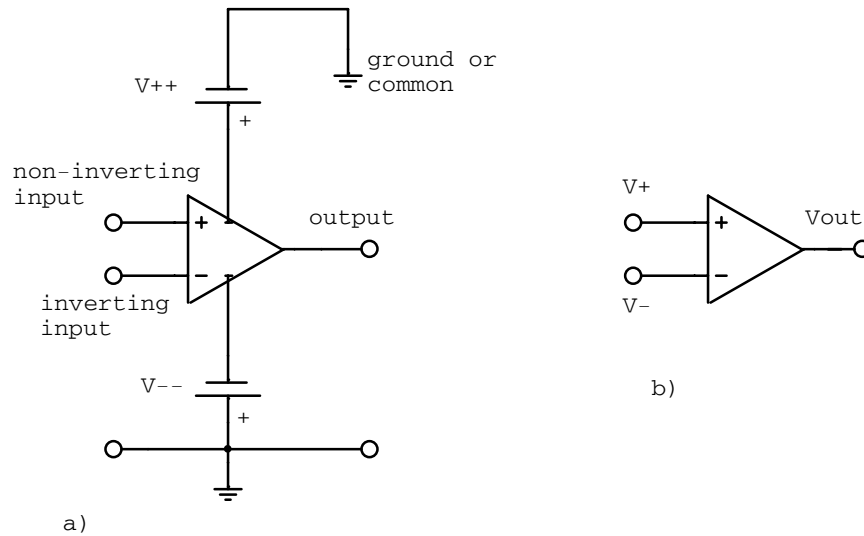 ground or
common
V++
+
non-inverting
input
+
output
-
inverting
input
V--
+
a)
V+
+
Vout
-
V-
b)